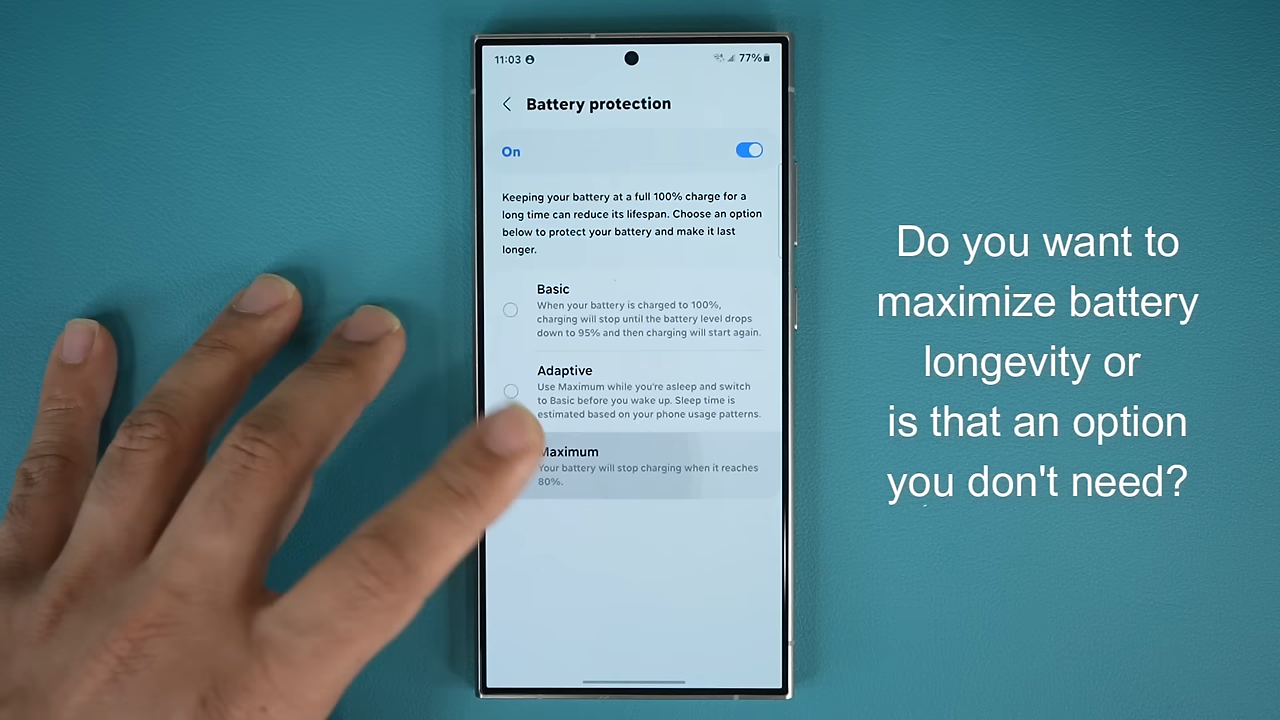 11:03
77%
Battery protection
On
Keeping your battery at a full 100% charge for a
long time can reduce its lifespan. Choose an option
below to protect your battery and make it last
longer.
Basic
When your battery is charged to 100%,
charging will stop until the battery level drops
down to 95% and then charging will start again.
Adaptive
Use Maximum while you're asleep and switch
to Basic before you wake up. Sleep time is
estimated based on your phone usage patterns.
Maximum
Your battery will stop charging when it reaches
80%.
Do you want to
maximize battery
longevity or
is that an option
you don't need?